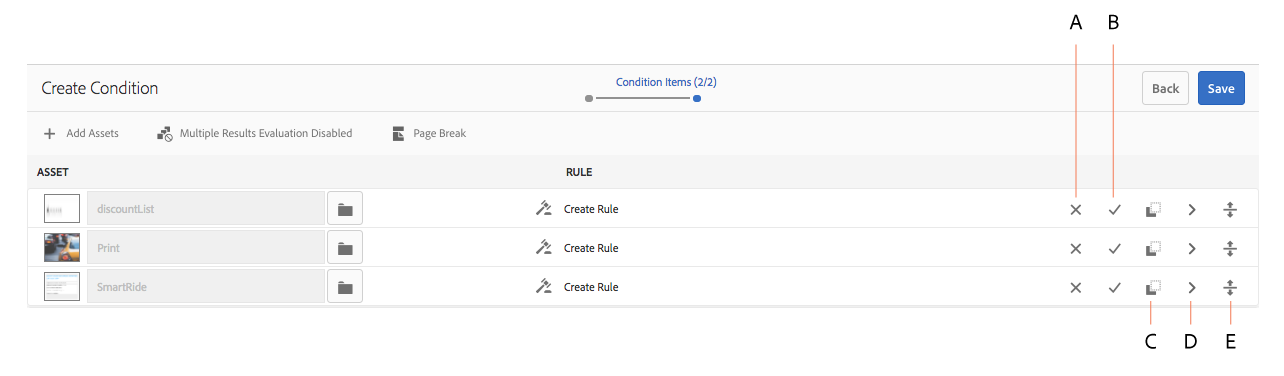 A B
Create Condition
Condition Items (2/2)
Back Save
Add Assets Multiple Results Evaluation Disabled Page Break
ASSET RULE
discountList Create Rule
Print Create Rule
SmartRide Create Rule
C D E